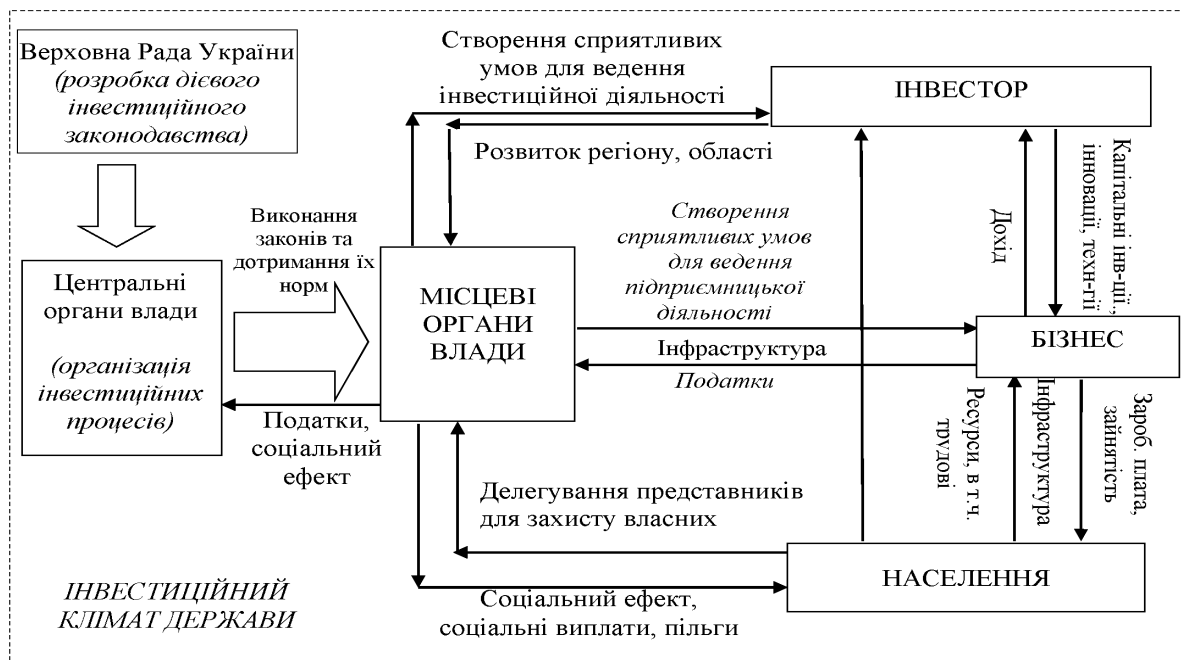 Верховна Рада України
(розробка дієвого
інвестиційного
законодавства)
Створення сприятливих
умов для ведення
інвестиційної діяльності
ІНВЕСТОР
Розвиток регіону, області
Виконання
законів та
дотримання їх
норм
Створення
сприятливих умов
для ведення
підприємницької
діяльності
Дохід
Капітальні інв-ції.,
інновації, техн-гії
Центральні
органи влади
(організація
інвестиційних
процесів)
МІСЦЕВІ
ОРГАНИ
ВЛАДИ
БІЗНЕС
Інфраструктура
Податки
Податки,
соціальний
ефект
Ресурси, в т.ч.
трудові
Інфраструктура
Зароб. плата,
зайнятість
Делегування представників
для захисту власних
НАСЕЛЕННЯ
Соціальний ефект,
соціальні виплати, пільги
ІНВЕСТИЦІЙНИЙ
КЛІМАТ ДЕРЖАВИ